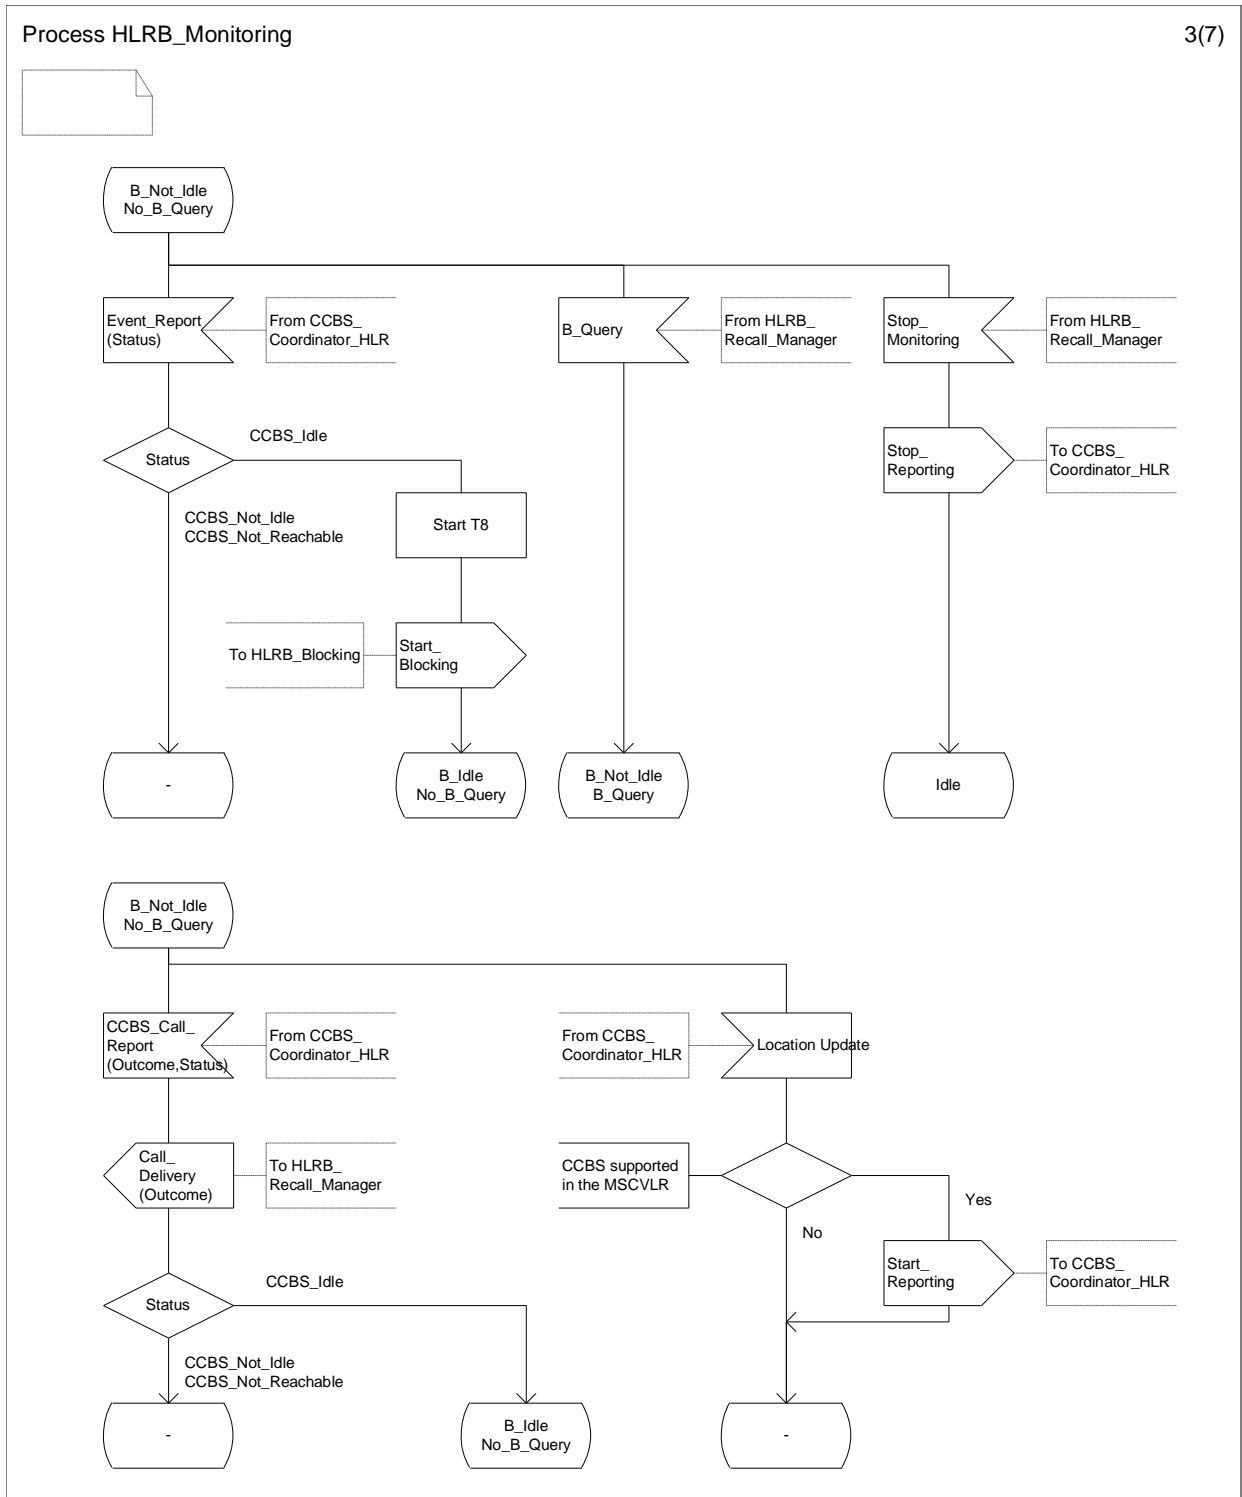 Process HLRB_Monitoring
3(7)
B_Not_Idle
No_B_Query
Event_Report
(Status)
From CCBS_
Coordinator_HLR
B_Query
From HLRB_
Recall_Manager
Stop_
Monitoring
From HLRB_
Recall_Manager
Status
CCBS_Idle
Stop_
Reporting
To CCBS_
Coordinator_HLR
CCBS_Not_Idle
CCBS_Not_Reachable
Start T8
To HLRB_Blocking
Start_
Blocking
-
B_Idle
No_B_Query
B_Not_Idle
B_Query
Idle
B_Not_Idle
No_B_Query
CCBS_Call_
Report
(Outcome,Status)
From CCBS_
Coordinator_HLR
From CCBS_
Coordinator_HLR
Location Update
Call_
Delivery
(Outcome)
To HLRB_
Recall_Manager
CCBS supported
in the MSCVLR
Yes
No
Start_
Reporting
To CCBS_
Coordinator_HLR
Status
CCBS_Idle
CCBS_Not_Idle
CCBS_Not_Reachable
-
B_Idle
No_B_Query
-